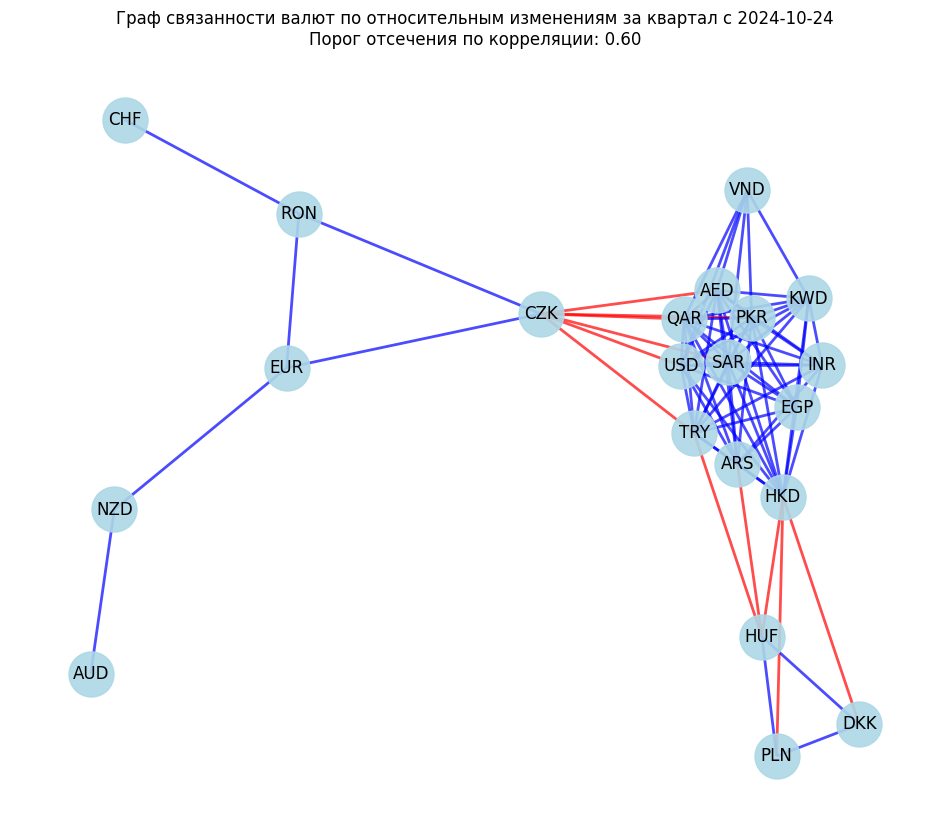 Граф связанности валют по относительным изменениям за квартал с 2024-10-24
Порог отсечения по корреляции: 0.60
CHF
VND
RON
AED
KWD
CZK
QAR
PKR
SAR
USD
INR
EUR
EGP
TRY
ARS
HKD
NZD
HUF
AUD
DKK
PLN